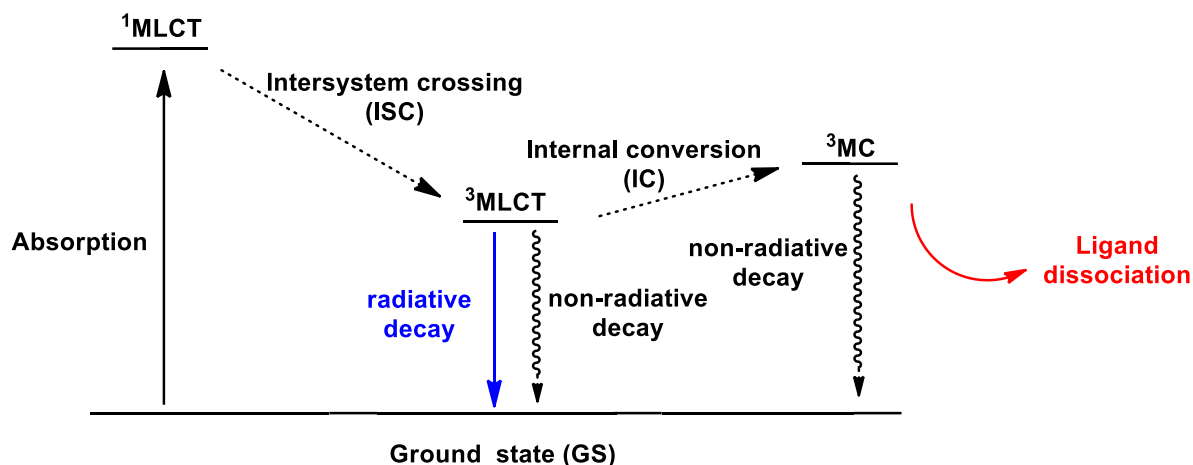 ¹MLCT
Intersystem crossing
(ISC)
Internal conversion
(IC)
³MC
³MLCT
Absorption
radiative
decay
non-radiative
decay
non-radiative
decay
Ligand
dissociation
Ground state (GS)